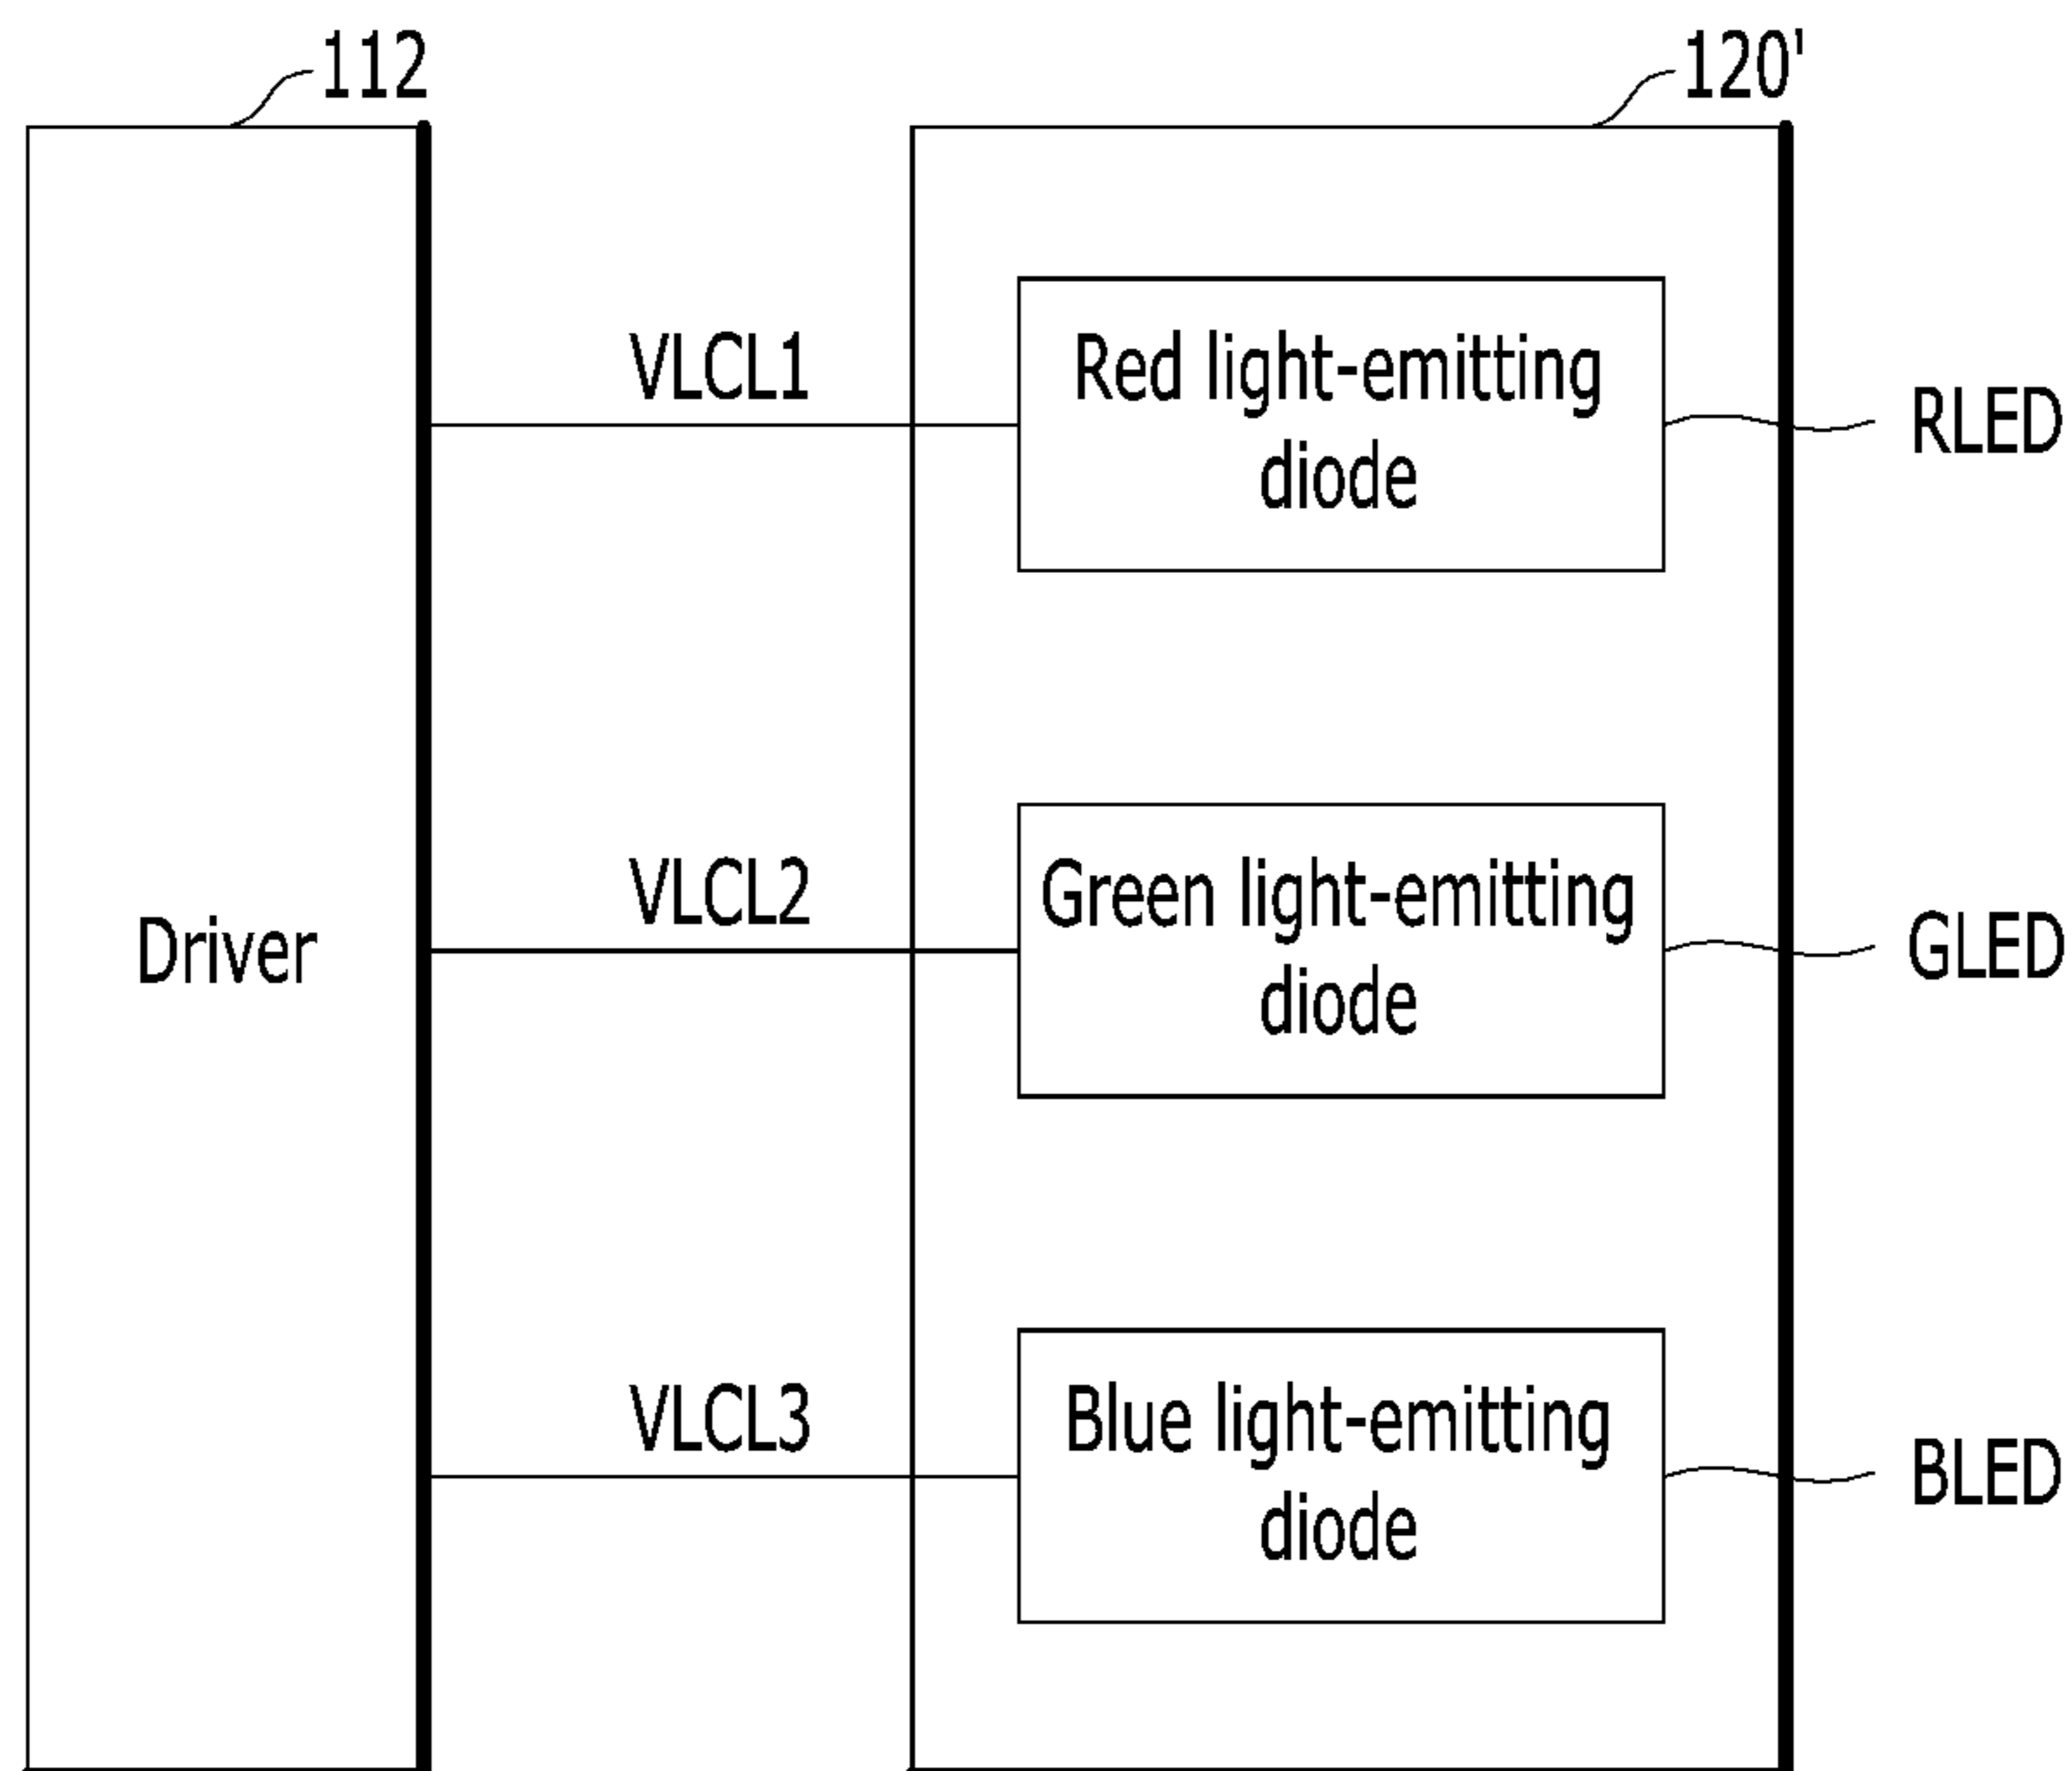 112
120'
VLCL1
Red light-emitting
diode
RLED
Driver
VLCL2
Green light-emitting
diode
GLED
VLCL3
Blue light-emitting
diode
BLED